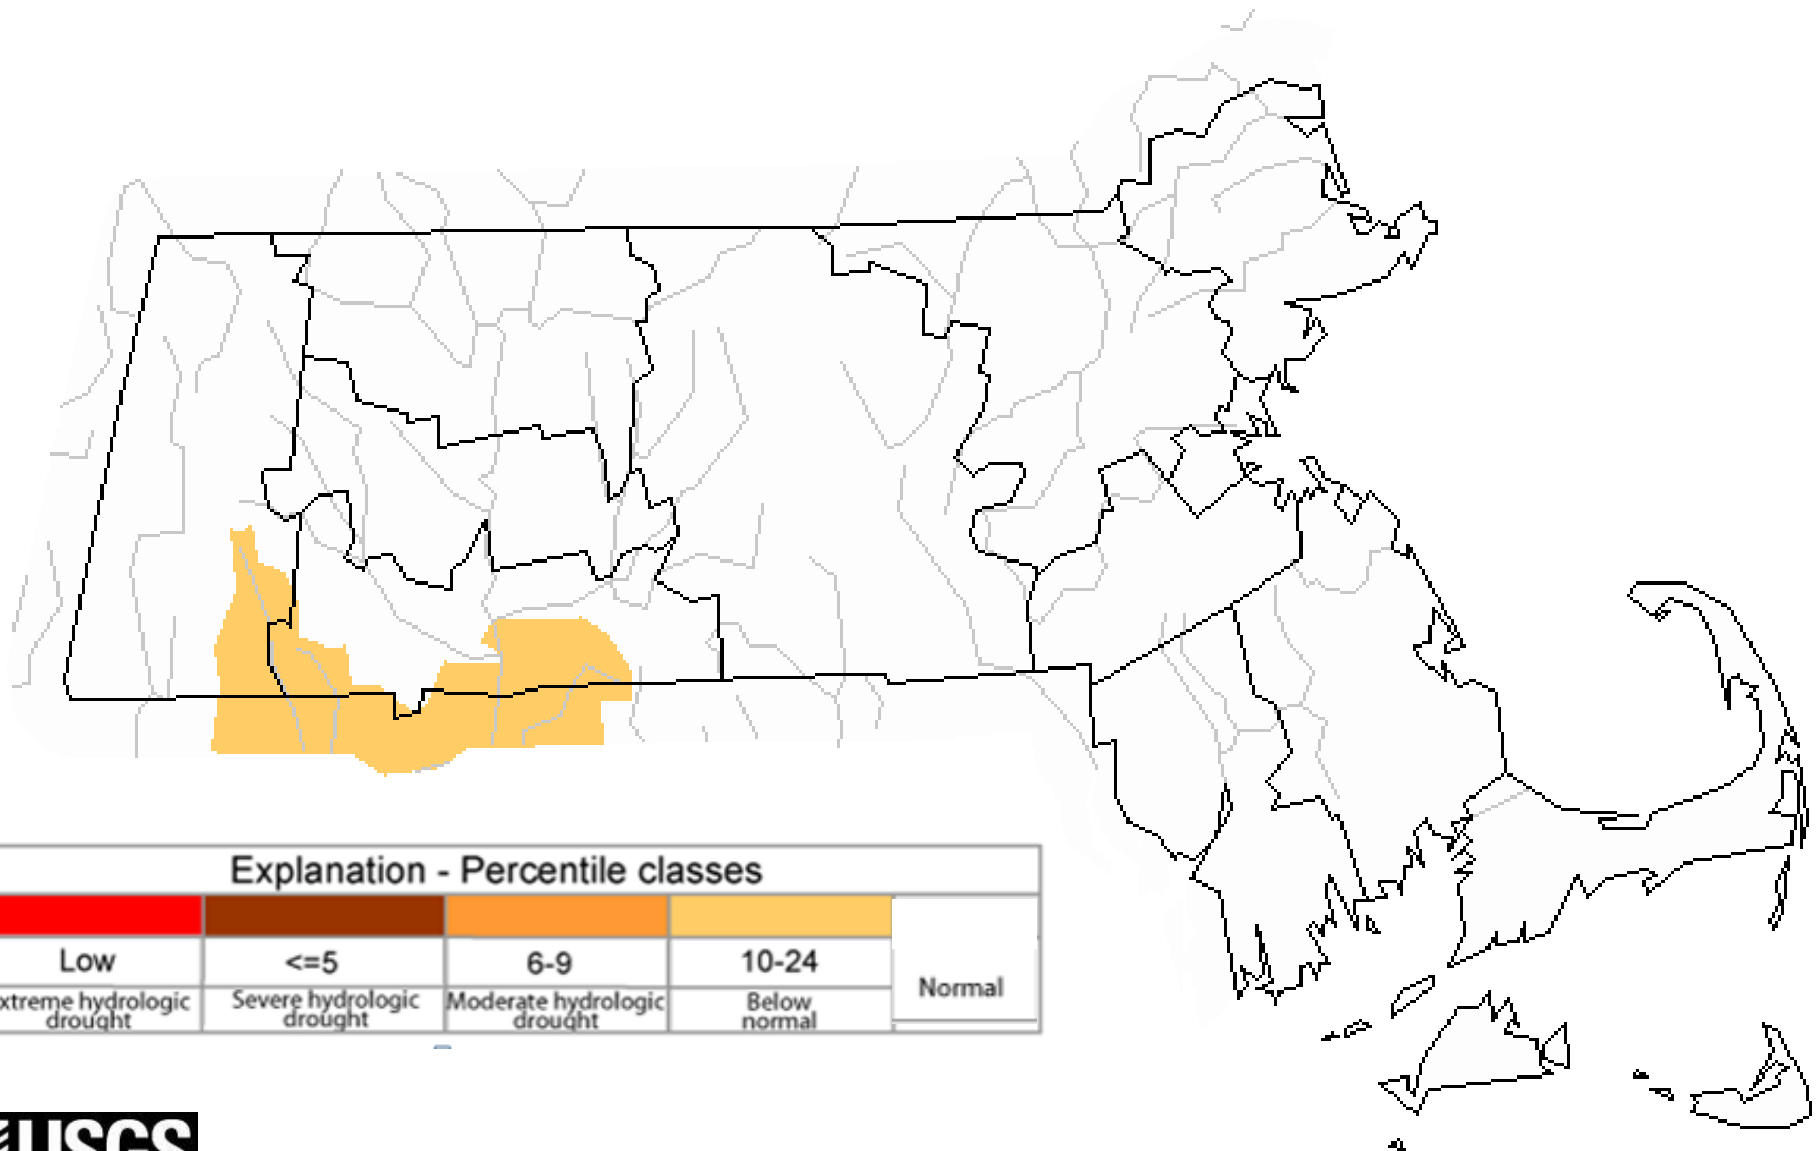 Explanation - Percentile classes
Low <=5 6-9 10-24 Normal
xtreme hydrologic drought
Severe hydrologic drought
Moderate hydrologic drought
Below normal
USGS